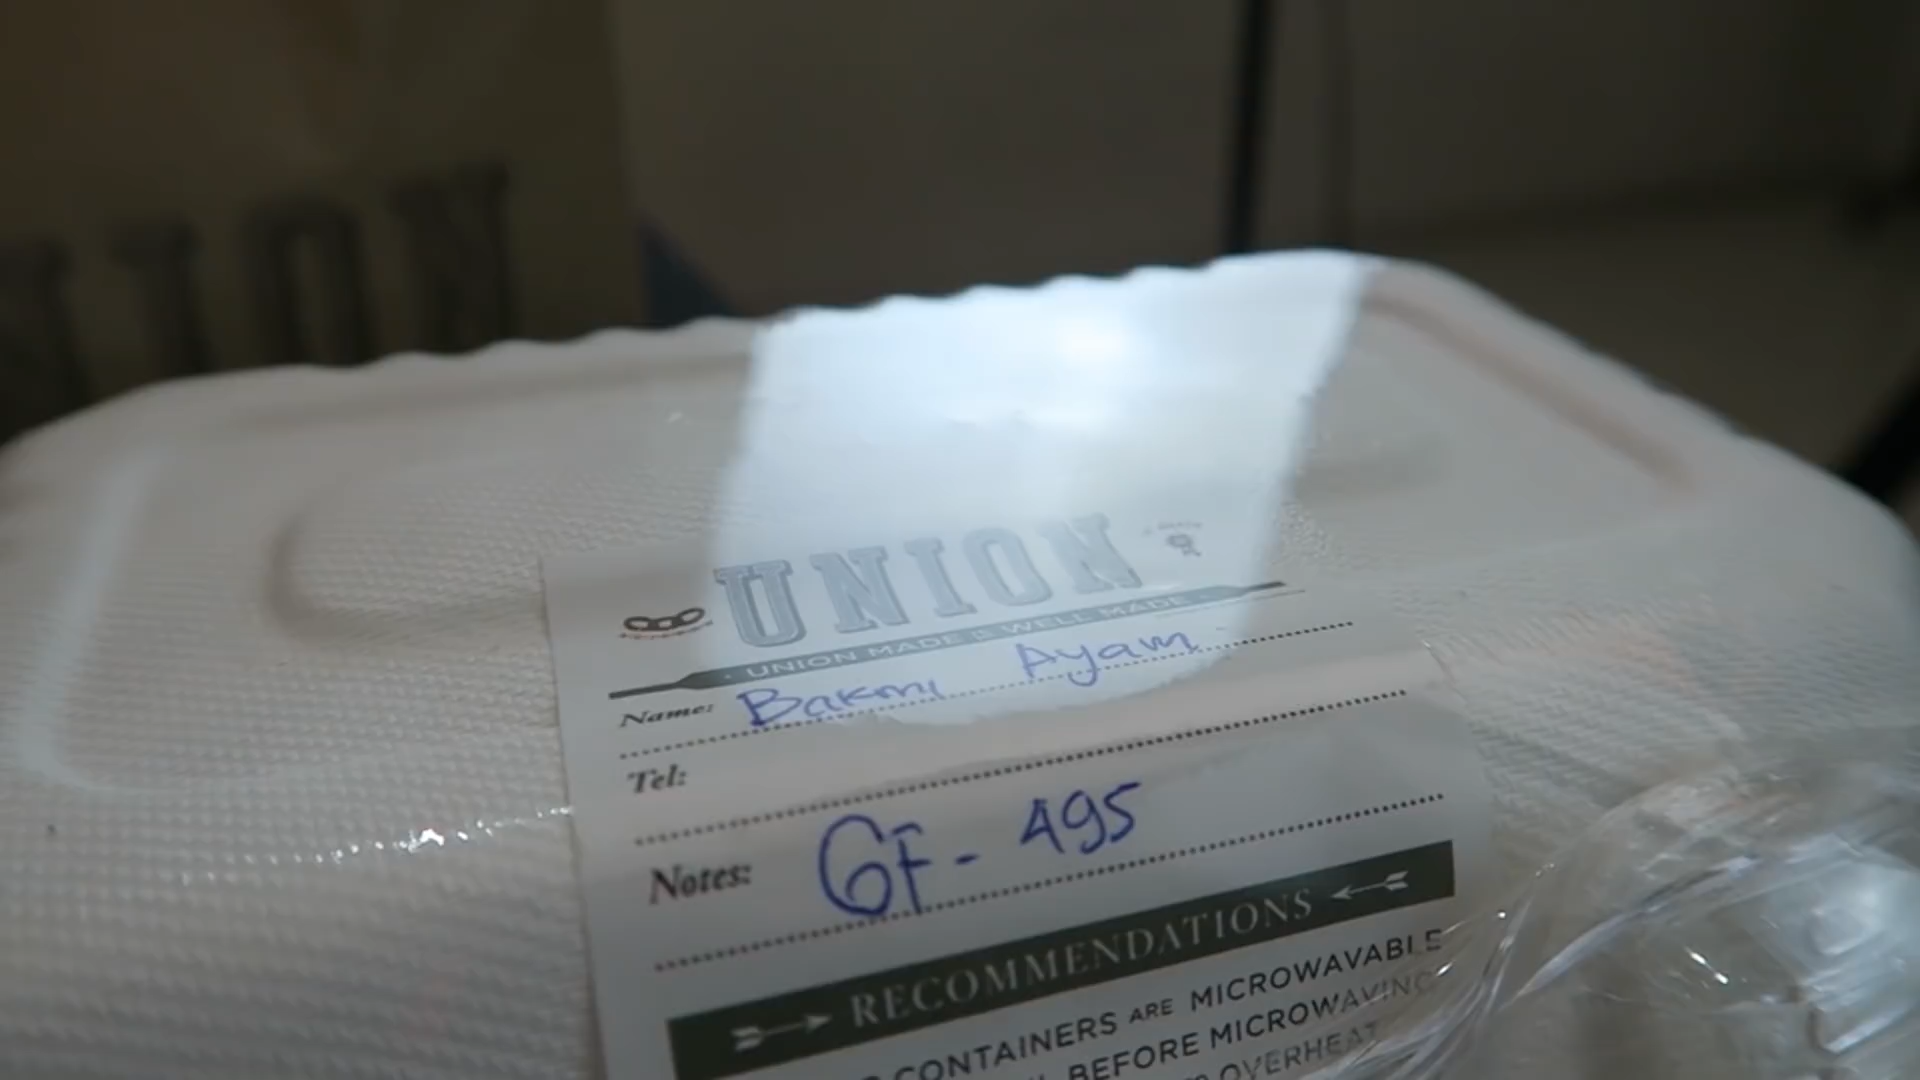 UNION
UNION MADE & WELL MADE
Name: Bakmi Ayam
Tel:
Notes: GF - 495
RECOMMENDATIONS
CONTAINERS ARE MICROWAVABLE
BEFORE MICROWAVING
OVERHEAT